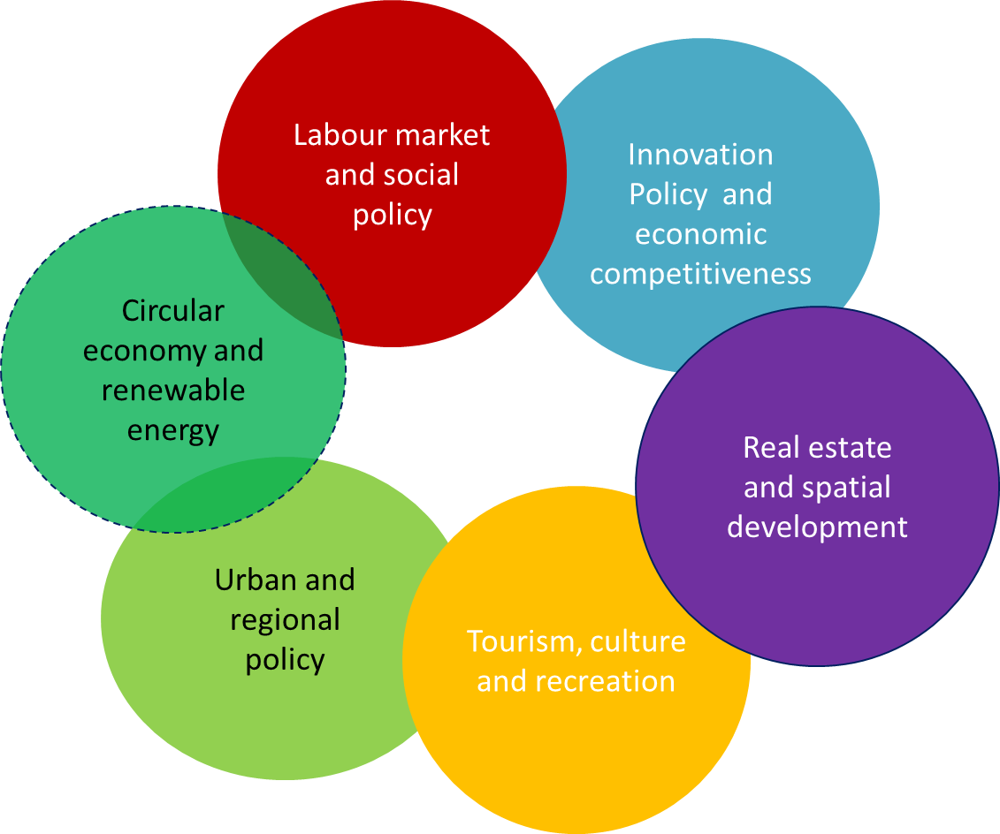 Labour market
and social
policy
Innovation
Policy  and
economic
competitiveness
Circular
economy and
renewable
energy
Real estate
and spatial
development
Urban and
regional
policy
Tourism, culture
and recreation